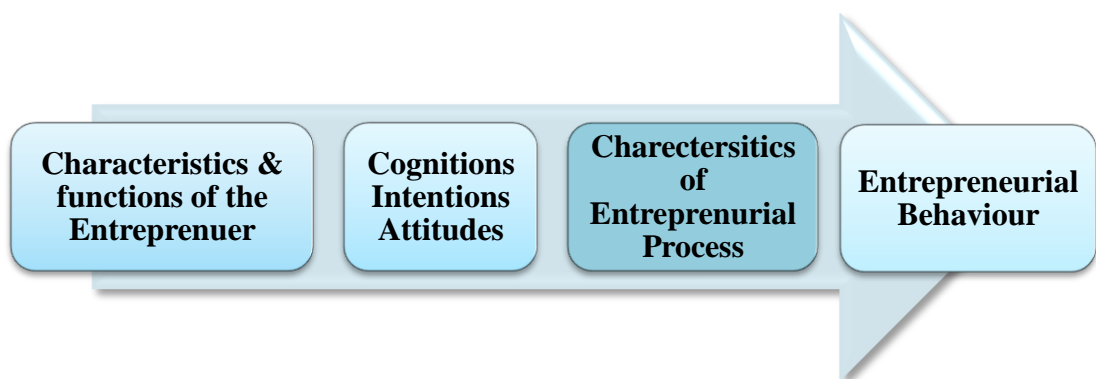 Characteristics &
functions of the
Entreprenuer
Cognitions
Intentions
Attitudes
Charectersitics
of
Entreprenurial
Process
Entrepreneurial
Behaviour